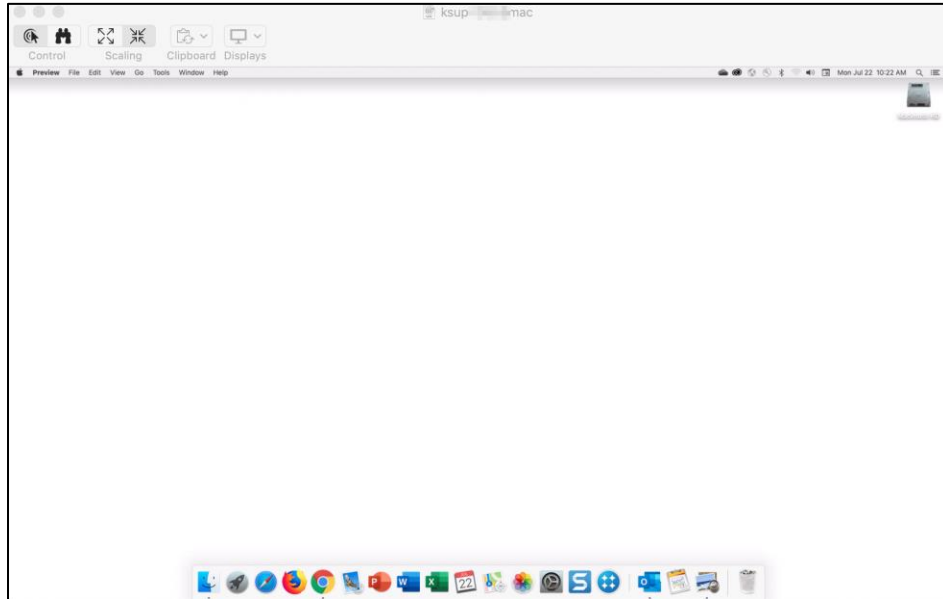 ksup mac
Control Scaling Clipboard Displays
Preview File Edit View Go Tools Window Help Mon Jul 22 10:22 AM
P W X 22 S